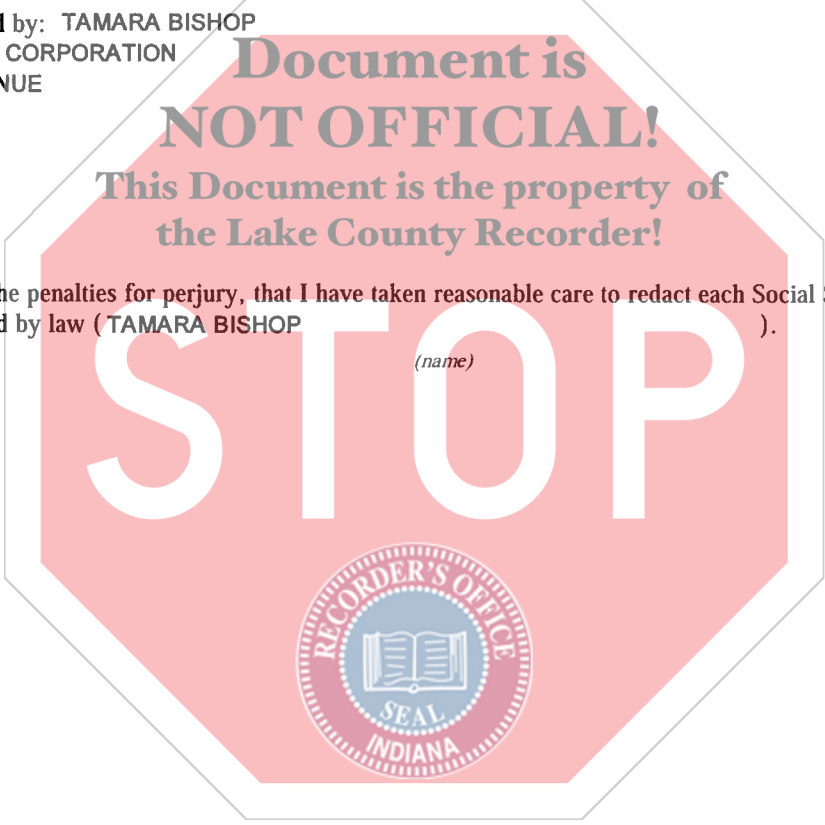 d by: TAMARA BISHOP
CORPORATION
NUE
Document is
NOT OFFICIAL!
This Document is the property of
the Lake County Recorder!
he penalties for perjury, that I have taken reasonable care to redact each Social S
d by law ( TAMARA BISHOP ).
(name)
STOP
RECORDER'S OFFICE
SEAL
INDIANA